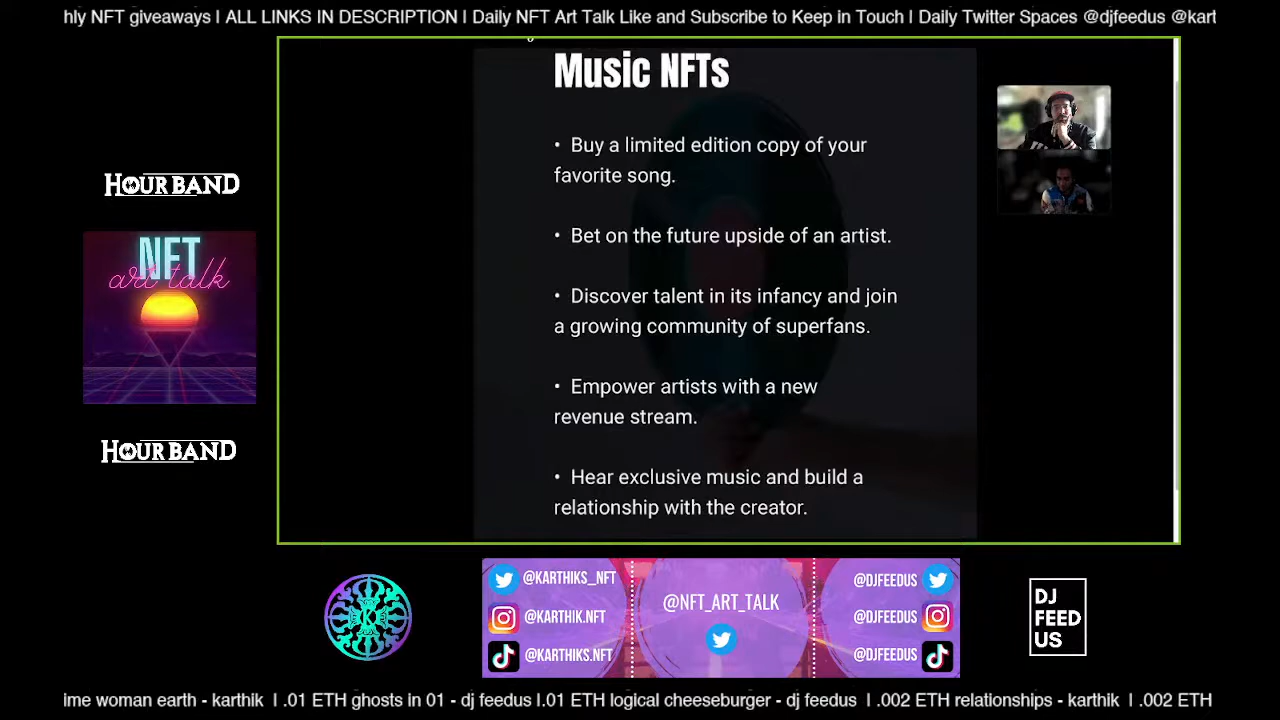 hly NFT giveaways | ALL LINKS IN DESCRIPTION | Daily NFT Art Talk Like and Subscribe to Keep in Touch | Daily Twitter Spaces @djfeedus @kart
Music NFTs
• Buy a limited edition copy of your
favorite song.
• Bet on the future upside of an artist.
• Discover talent in its infancy and join
a growing community of superfans.
• Empower artists with a new
revenue stream.
• Hear exclusive music and build a
relationship with the creator.
HOUR BAND
NFT
art talk
HOUR BAND
K
@KARTHIKS_NFT
@KARTHIK.NFT
@KARTHIKS.NFT
@NFT_ART_TALK
@DJFEEDUS
@DJFEEDUS
@DJFEEDUS
DJ
FEED
US
ime woman earth - karthik | .01 ETH ghosts in 01 - dj feedus |.01 ETH logical cheeseburger - dj feedus | .002 ETH relationships - karthik | .002 ETH